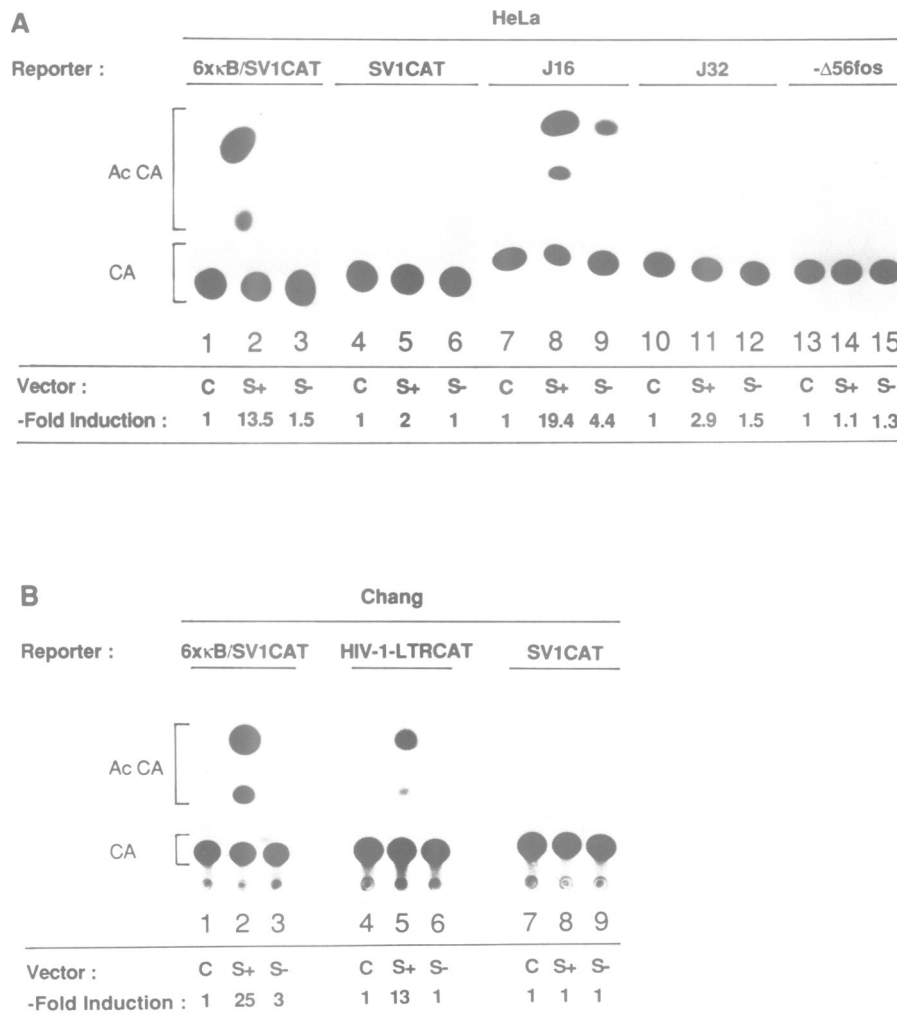 A
HeLa
Reporter : 6xκB/SV1CAT SV1CAT J16 J32 -Δ56fos
Ac CA
CA
1 2 3 4 5 6 7 8 9 10 11 12 13 14 15
Vector : C S+ S- C S+ S- C S+ S- C S+ S- C S+ S-
-Fold Induction : 1 13.5 1.5 1 2 1 1 19.4 4.4 1 2.9 1.5 1 1.1 1.3
B
Chang
Reporter : 6xκB/SV1CAT HIV-1-LTRCAT SV1CAT
Ac CA
CA
1 2 3 4 5 6 7 8 9
Vector : C S+ S- C S+ S- C S+ S-
-Fold Induction : 1 25 3 1 13 1 1 1 1